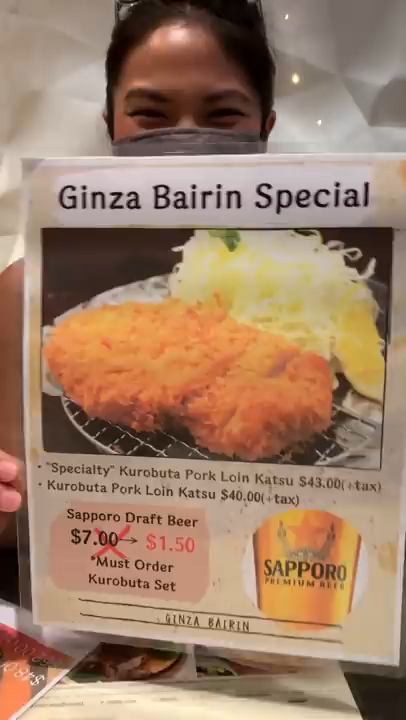 Ginza Bairin Special
• "Specialty" Kurobuta Pork Loin Katsu $43.00(+tax)
• Kurobuta Pork Loin Katsu $40.00(+tax)
Sapporo Draft Beer
$7.00→ $1.50
*Must Order
Kurobuta Set
SAPPORO
PREMIUM BEER
GINZA BAIRIN